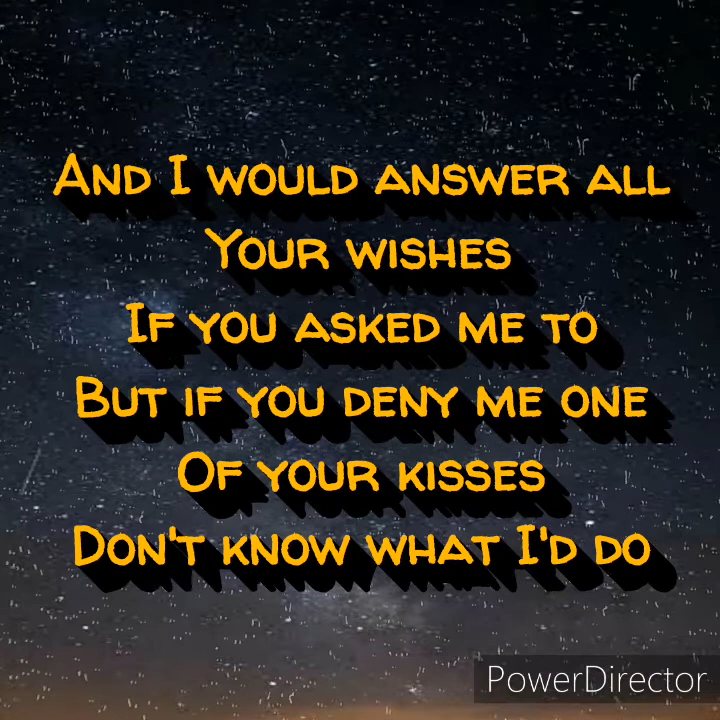 And I would answer all
Your wishes
If you asked me to
But if you deny me one
Of your kisses
Don't know what I'd do
PowerDirector